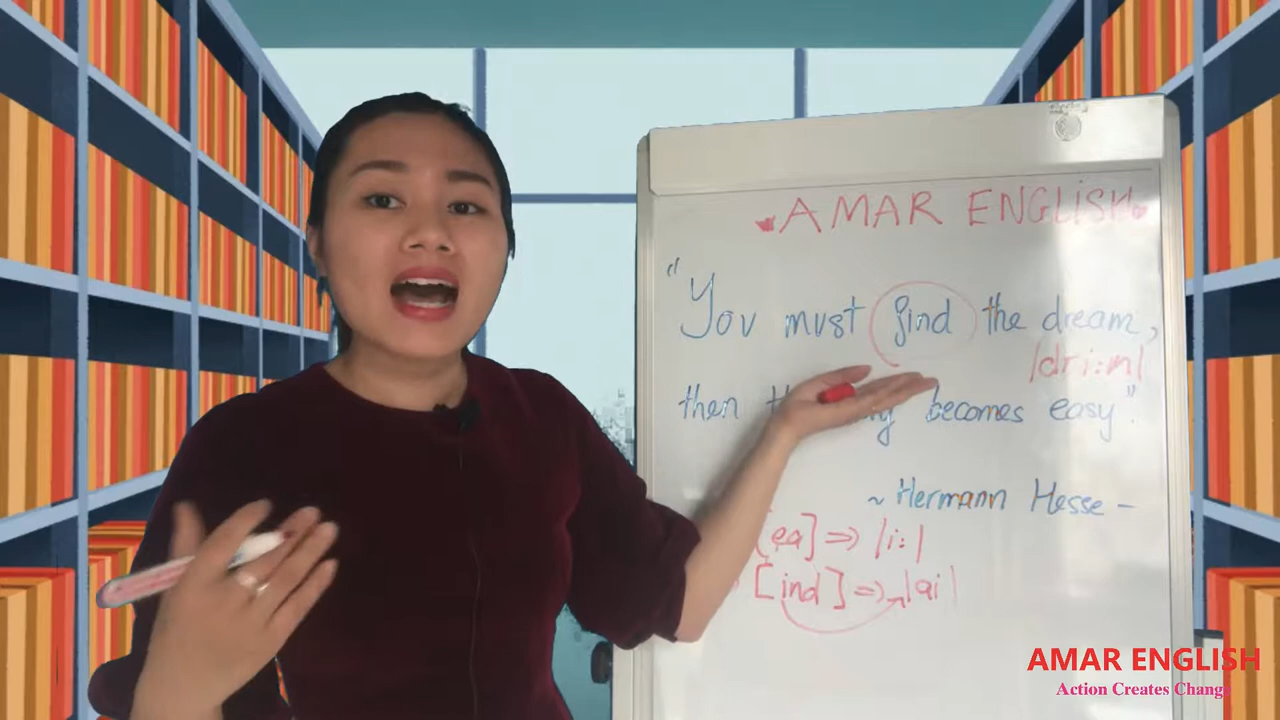 AMAR ENGLISH
"You must find the dream,
|dri:m|
then becomes easy".
~ Hermann Hesse -
[ea] => |i:|
[ind] => |ai|
AMAR ENGLISH
Action Creates Change